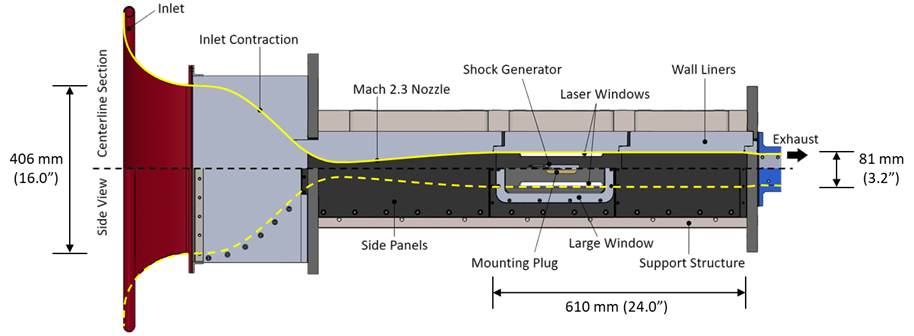 Inlet
Inlet Contraction
Centerline Section
Shock Generator
Wall Liners
Mach 2.3 Nozzle
Laser Windows
Exhaust
406 mm
(16.0”)
81 mm
(3.2”)
Side View
Side Panels
Large Window
Mounting Plug
Support Structure
610 mm (24.0”)